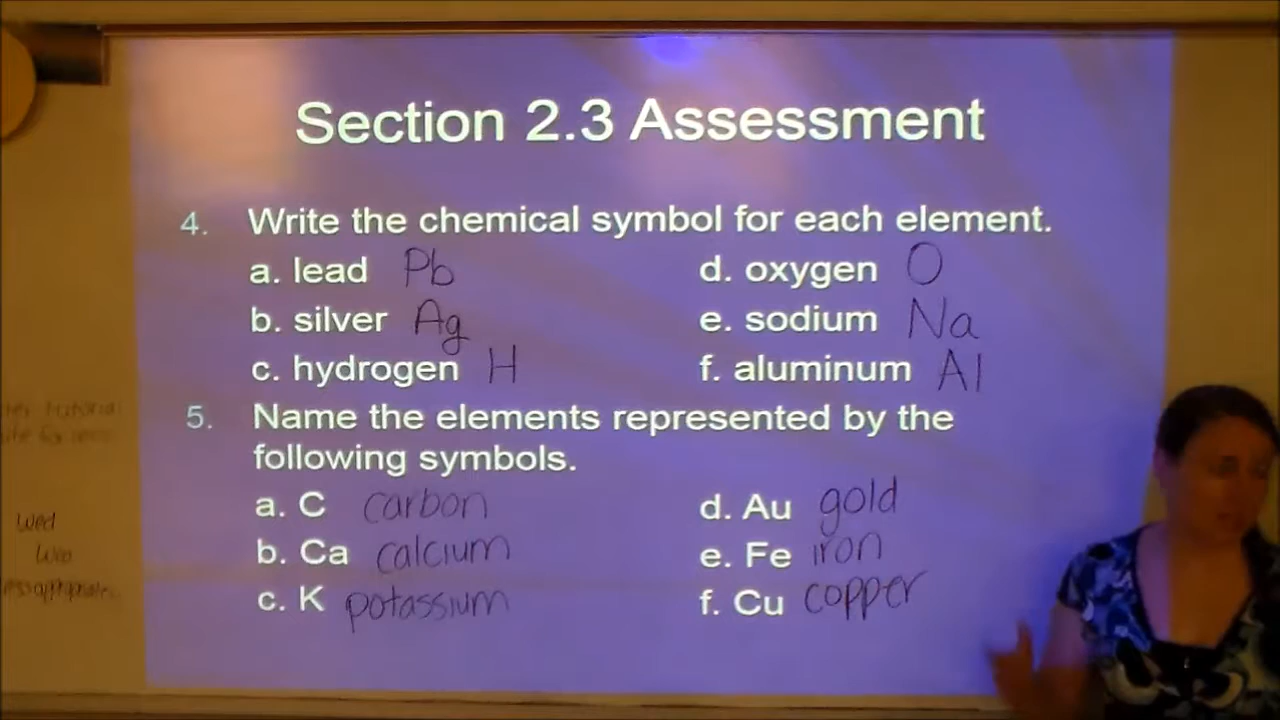 Section 2.3 Assessment
4. Write the chemical symbol for each element.
a. lead Pb d. oxygen O
b. silver Ag e. sodium Na
c. hydrogen H f. aluminum Al
5. Name the elements represented by the
following symbols.
a. C carbon d. Au gold
b. Ca calcium e. Fe iron
c. K potassium f. Cu copper
Wed